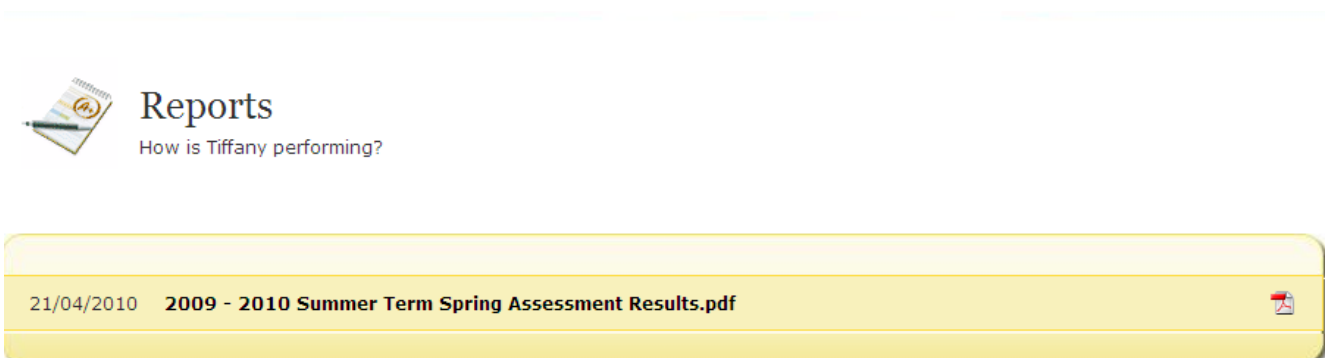 A+
Reports
How is Tiffany performing?
21/04/2010 2009 - 2010 Summer Term Spring Assessment Results.pdf